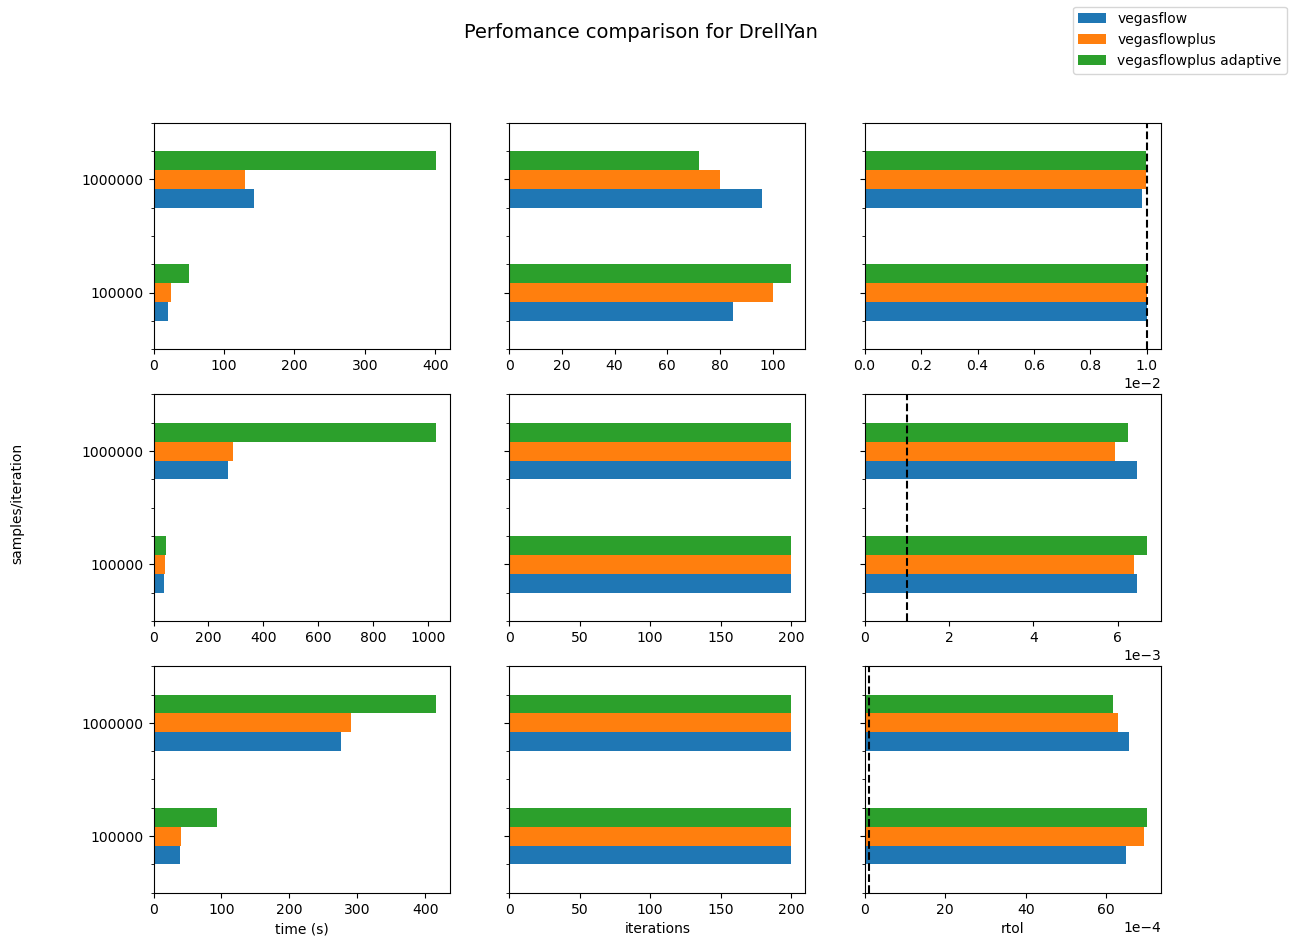 Perfomance comparison for DrellYan
vegasflow
vegasflowplus
vegasflowplus adaptive
samples/iteration
1000000
100000
0 100 200 300 400
0 20 40 60 80 100
0.0 0.2 0.4 0.6 0.8 1.0
1e−2
1000000
100000
0 200 400 600 800 1000
0 50 100 150 200
0 2 4 6
1e−3
1000000
100000
0 100 200 300 400
time (s)
0 50 100 150 200
iterations
0 20 40 60
1e−4
rtol